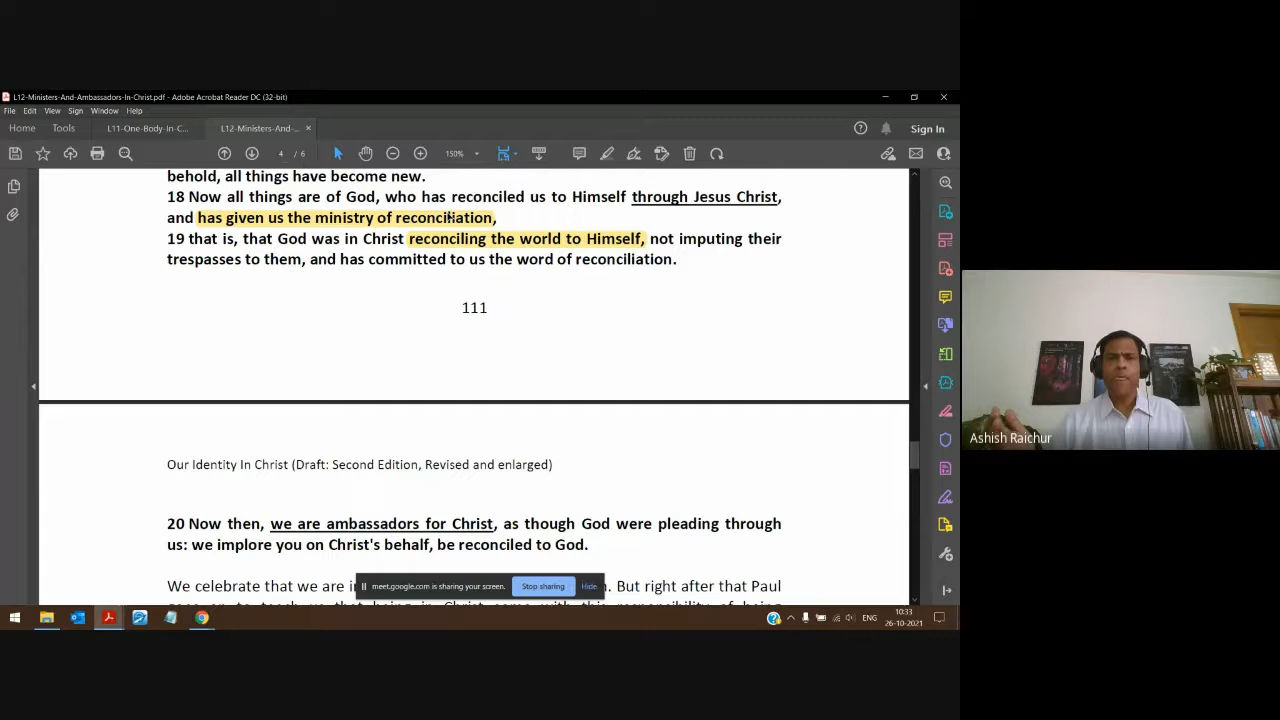 L12-Ministers-And-Ambassadors-In-Christ.pdf - Adobe Acrobat Reader DC (32-bit)
File Edit View Sign Window Help
Home Tools L11-One-Body-In-C... L12-Ministers-And-... Sign In
4 / 6 150%
behold, all things have become new.
18 Now all things are of God, who has reconciled us to Himself through Jesus Christ,
and has given us the ministry of reconciliation,
19 that is, that God was in Christ reconciling the world to Himself, not imputing their
trespasses to them, and has committed to us the word of reconciliation.
111
Our Identity In Christ (Draft: Second Edition, Revised and enlarged)
20 Now then, we are ambassadors for Christ, as though God were pleading through
us: we implore you on Christ's behalf, be reconciled to God.
We celebrate that we are But right after that Paul
meet.google.com is sharing your screen. Stop sharing Hide
Ashish Raichur
ENG
10:33
26-10-2021